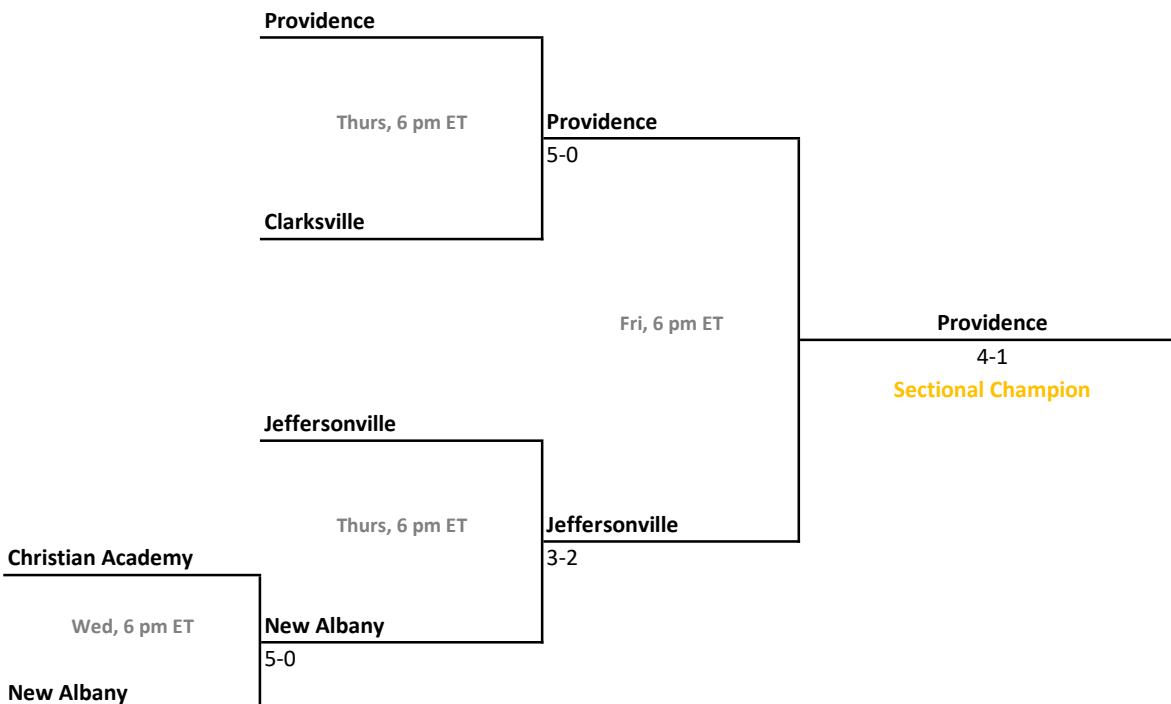 Providence
Thurs, 6 pm ET
Providence
5-0
Clarksville
Fri, 6 pm ET
Providence
4-1
Sectional Champion
Jeffersonville
Thurs, 6 pm ET
Jeffersonville
3-2
Christian Academy
Wed, 6 pm ET
New Albany
5-0
New Albany